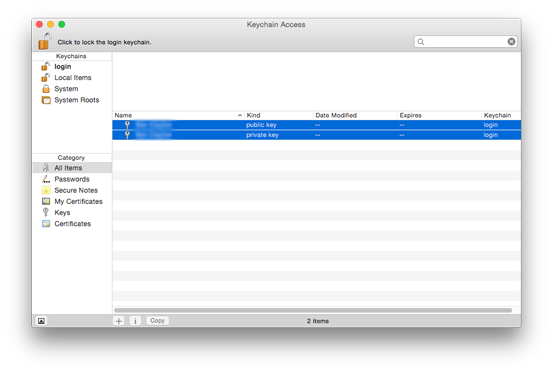 Keychain Access
Click to lock the login keychain.
Keychains
login
Local Items
System
System Roots
Name Kind Date Modified Expires Keychain
public key -- -- login
private key -- -- login
Category
All Items
Passwords
Secure Notes
My Certificates
Keys
Certificates
Copy
2 items